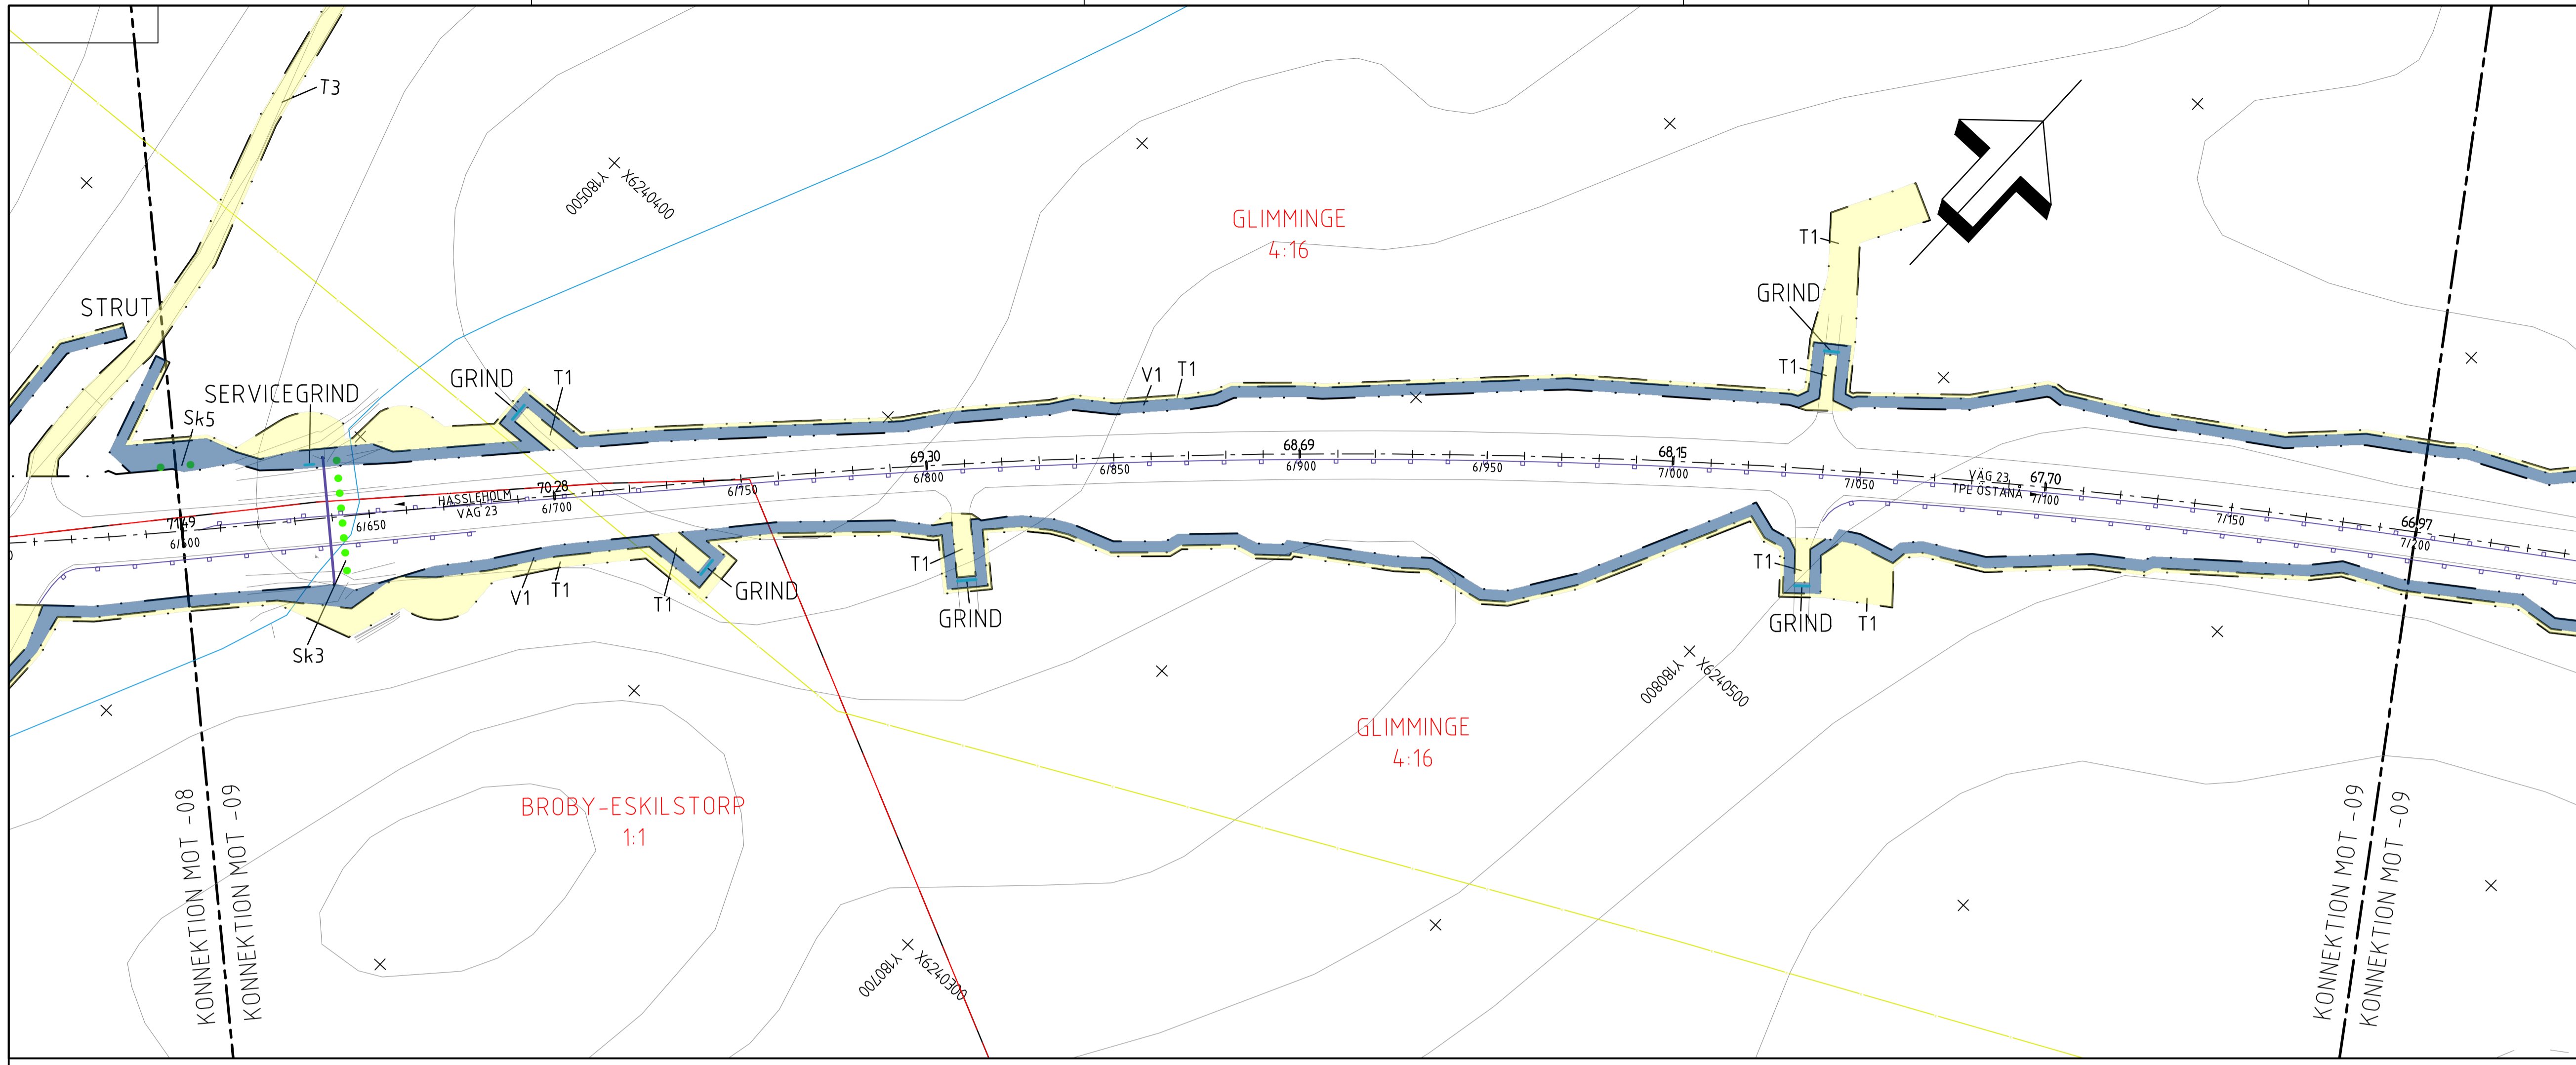 T3
Y180500
X6240400
GLIMMINGE
4:16
T1
GRIND
STRUT
T1
SERVICEGRIND
GRIND
T1
V1
T1
Sk5
69,30
6/800
6/850
68,69
6/900
6/950
68,15
7/000
7/050
VÄG 23
TPL ÖSTANÅ
67,70
7/100
7/150
66,97
7/200
71,49
6/600
6/650
HÄSSLEHOLM
VÄG 23
70,28
6/700
6/750
0
V1
T1
T1
GRIND
T1
GRIND
T1
GRIND
T1
Sk3
Y180800
X6240500
GLIMMINGE
4:16
BROBY-ESKILSTORP
1:1
Y180700
X6240300
KONNEKTION MOT -08
KONNEKTION MOT -09
KONNEKTION MOT -09
KONNEKTION MOT -09